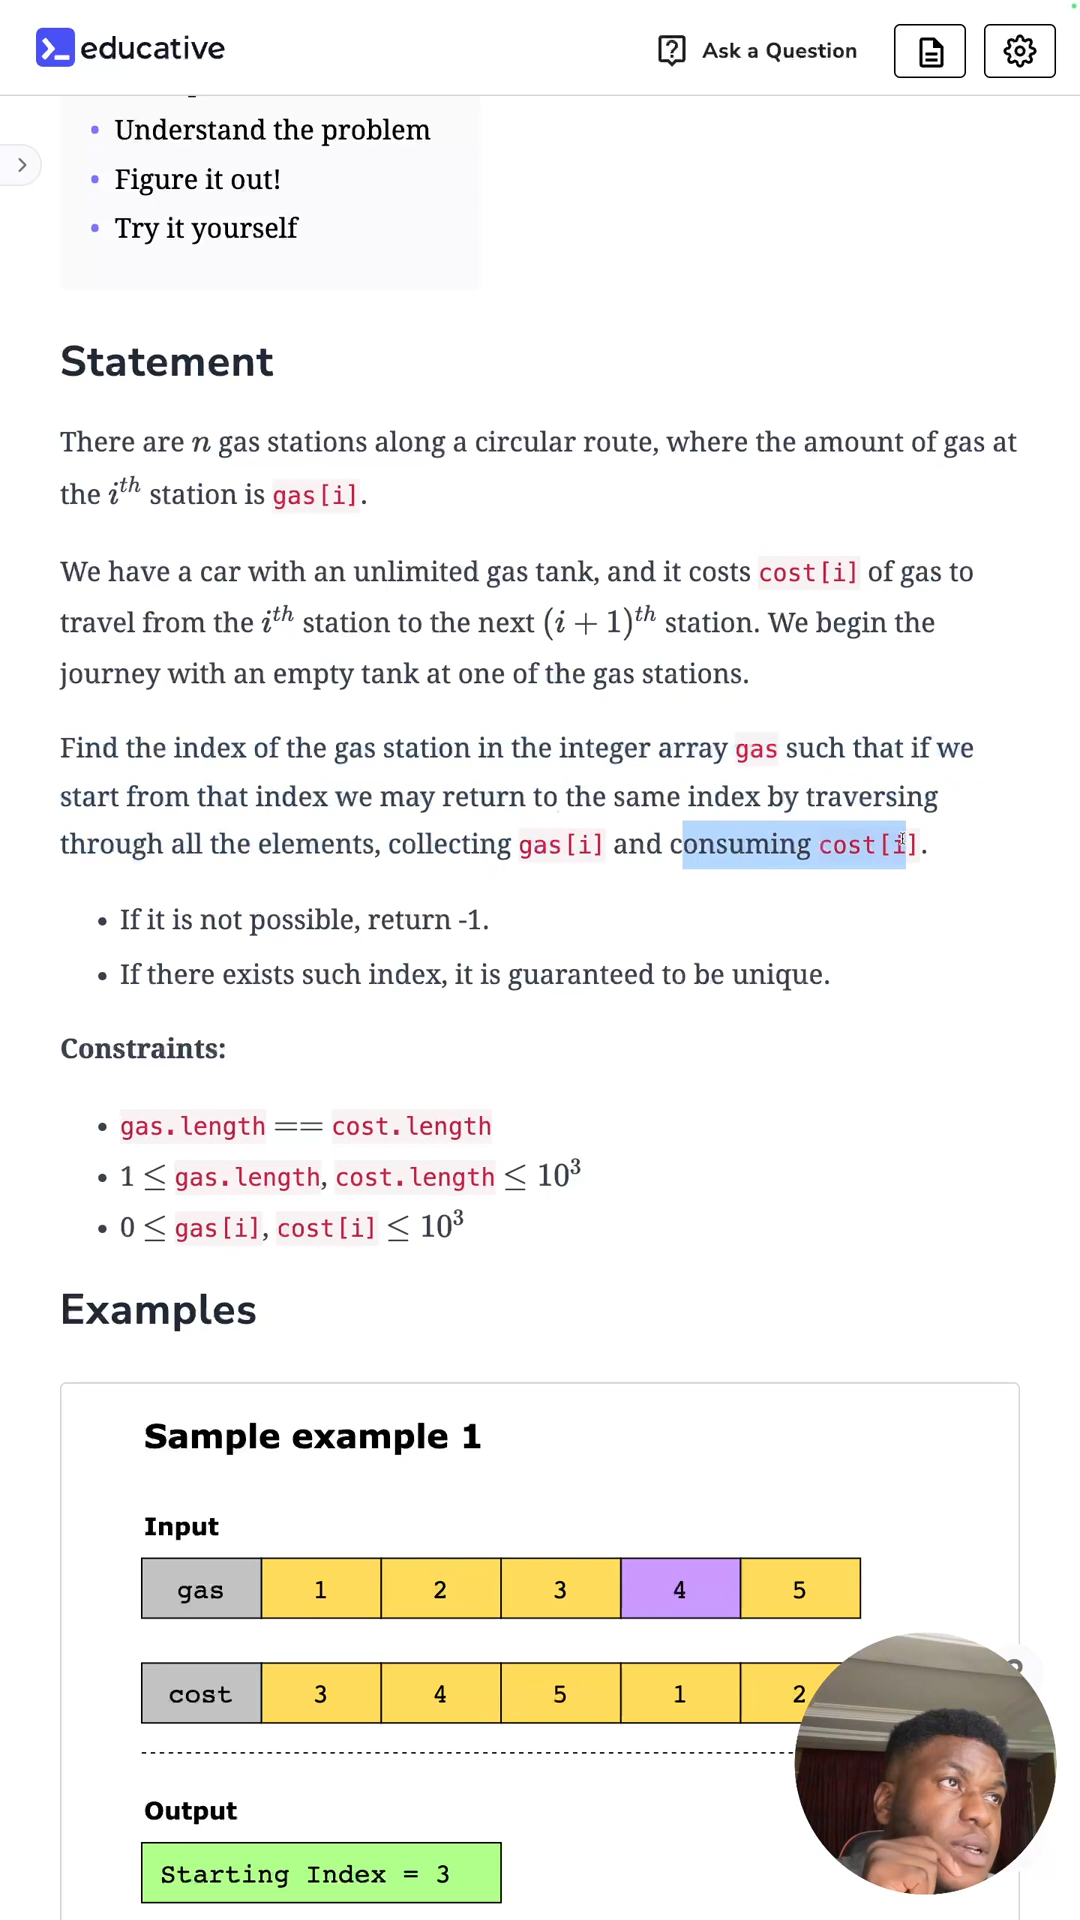 educative
Ask a Question
Understand the problem
Figure it out!
Try it yourself
Statement
There are n gas stations along a circular route, where the amount of gas at
the i^th station is gas[i].
We have a car with an unlimited gas tank, and it costs cost[i] of gas to
travel from the i^th station to the next (i + 1)^th station. We begin the
journey with an empty tank at one of the gas stations.
Find the index of the gas station in the integer array gas such that if we
start from that index we may return to the same index by traversing
through all the elements, collecting gas[i] and consuming cost[i].
• If it is not possible, return -1.
• If there exists such index, it is guaranteed to be unique.
Constraints:
• gas.length == cost.length
• 1 ≤ gas.length, cost.length ≤ 10³
• 0 ≤ gas[i], cost[i] ≤ 10³
Examples
Sample example 1
Input
gas 1 2 3 4 5
cost 3 4 5 1 2
Output
Starting Index = 3